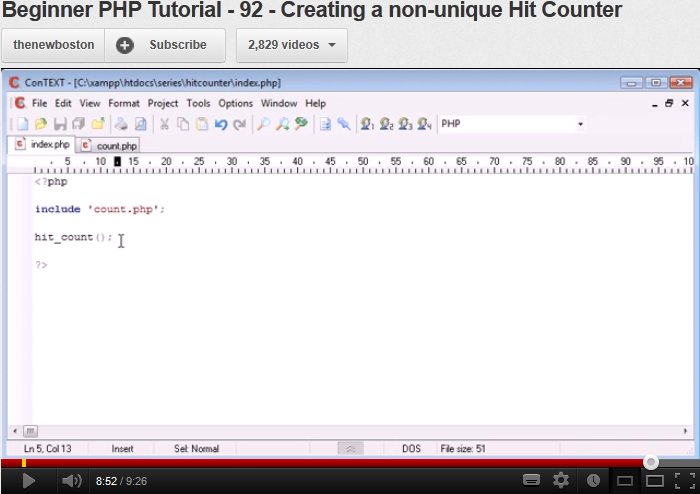 Beginner PHP Tutorial - 92 - Creating a non-unique Hit Counter
thenewboston Subscribe 2,829 videos
ConTEXT - [C:\xampp\htdocs\series\hitcounter\index.php]
File Edit View Format Project Tools Options Window Help
PHP
index.php count.php
5 10 15 20 25 30 35 40 45 50 55 60 65 70 75 80 85 90 95 10
<?php
include 'count.php';
hit_count();
?>
Ln 5, Col 13 Insert Sel: Normal DOS File size: 51
8:52 / 9:26